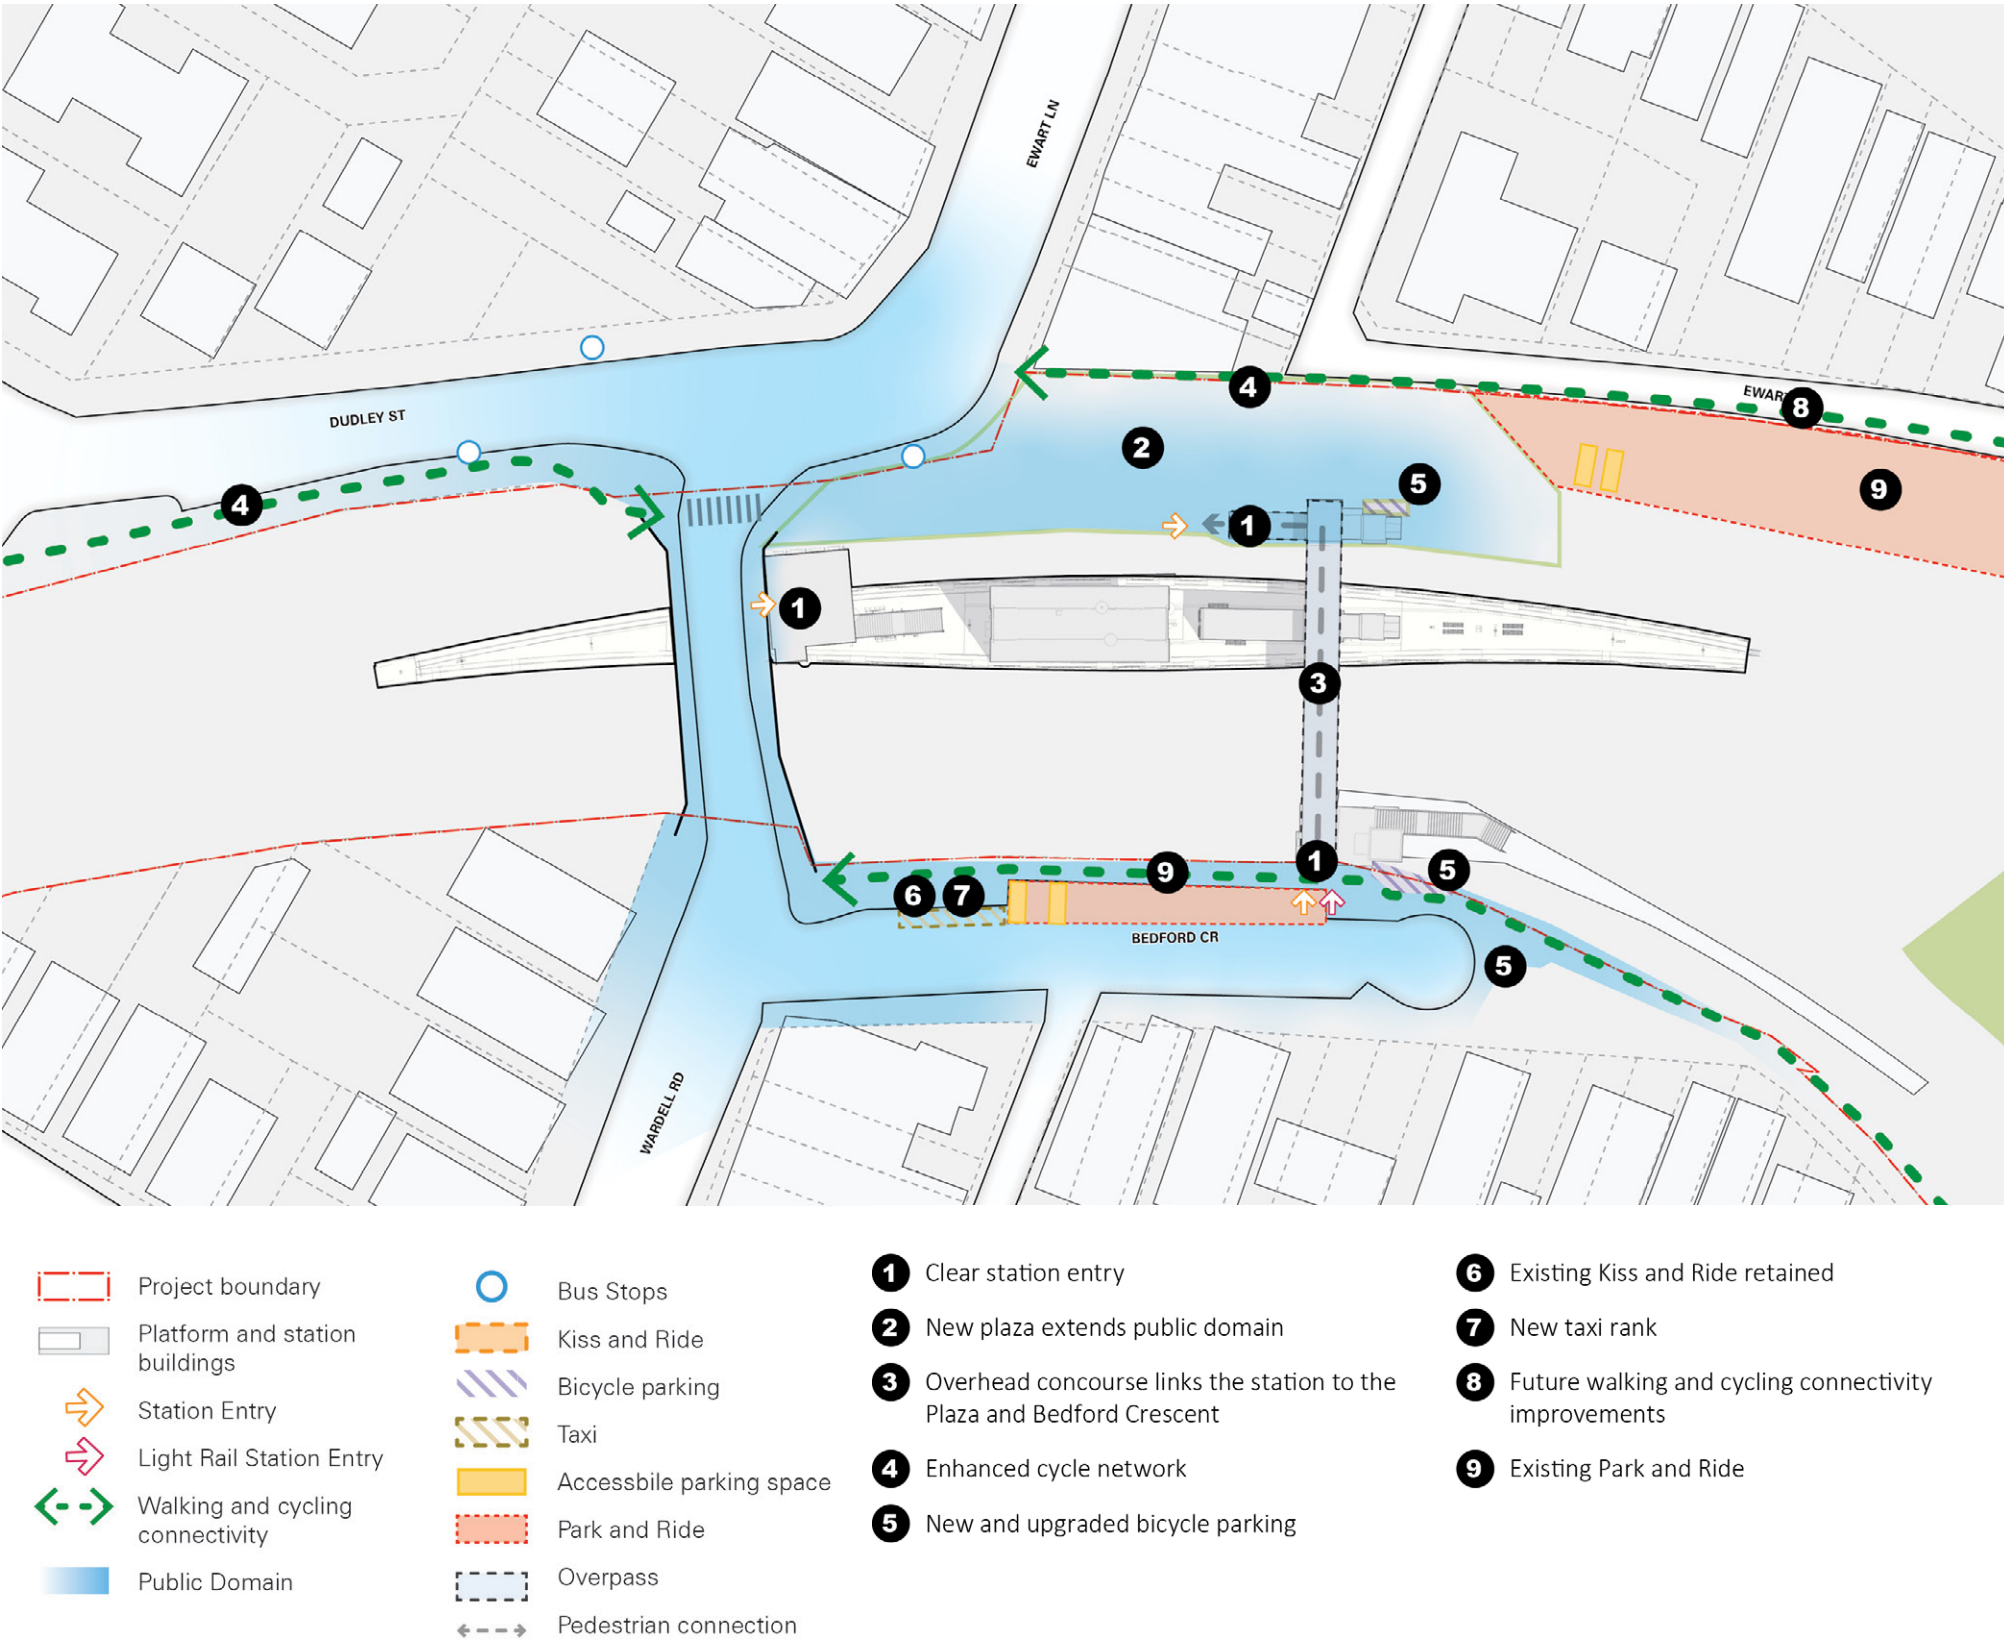 EWART LN
DUDLEY ST
4
EWAR
8
2
5
9
4
1
1
3
1
5
9
6
7
BEDFORD CR
5
WARDELL RD
Project boundary
Platform and station
buildings
Station Entry
Light Rail Station Entry
Walking and cycling
connectivity
Public Domain
Bus Stops
Kiss and Ride
Bicycle parking
Taxi
Accessbile parking space
Park and Ride
Overpass
Pedestrian connection
1 Clear station entry
2 New plaza extends public domain
3 Overhead concourse links the station to the
Plaza and Bedford Crescent
4 Enhanced cycle network
5 New and upgraded bicycle parking
6 Existing Kiss and Ride retained
7 New taxi rank
8 Future walking and cycling connectivity
improvements
9 Existing Park and Ride